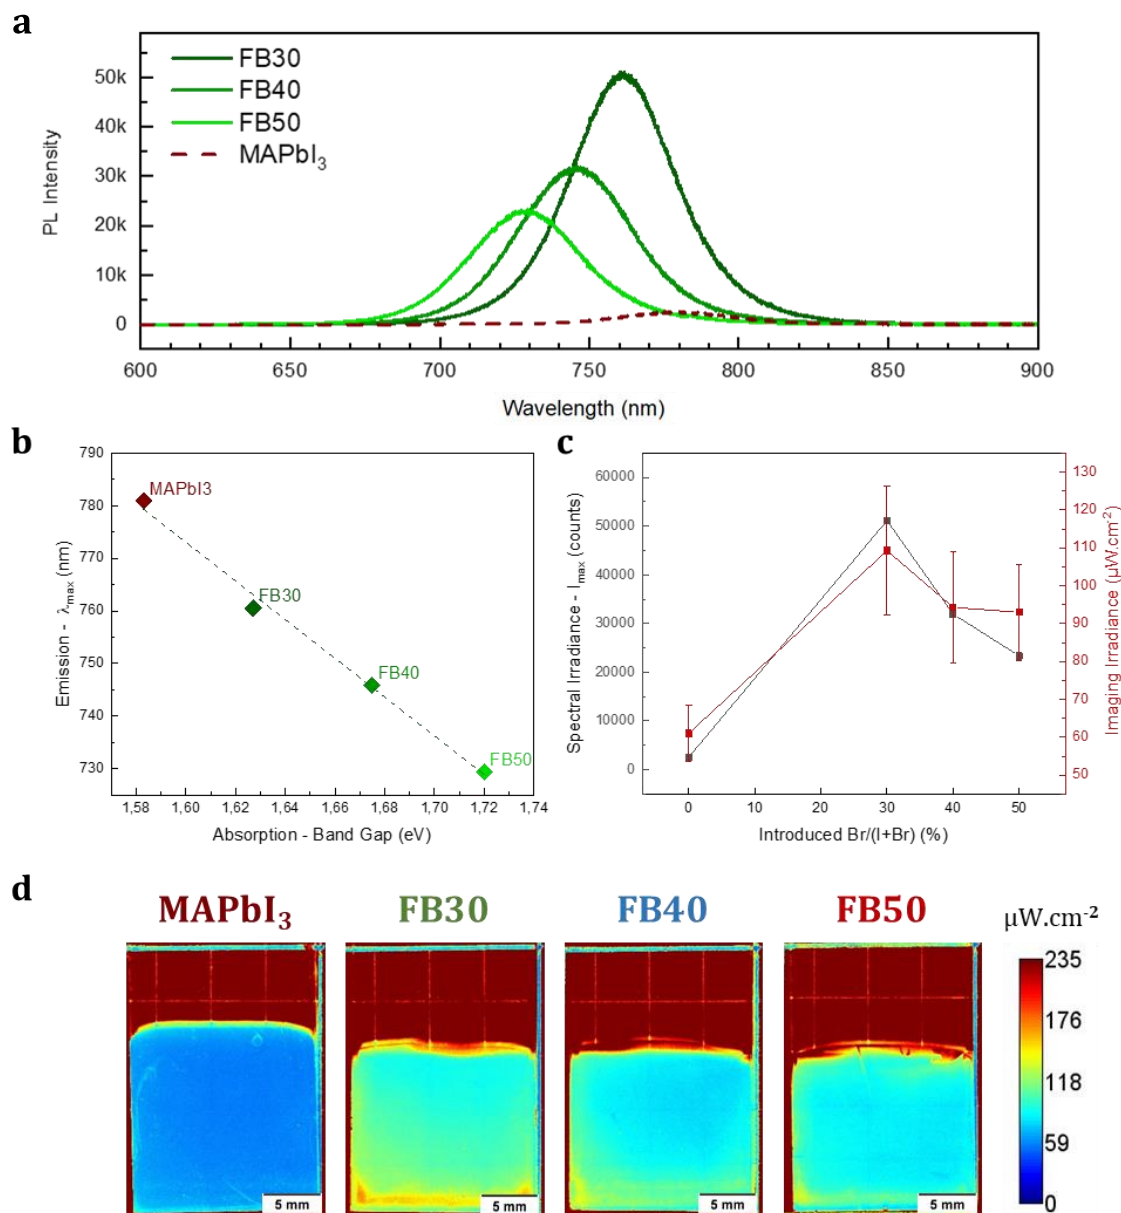 a
FB30
FB40
FB50
MAPbI₃
50k
40k
30k
20k
10k
0
PL Intensity
600 650 700 750 800 850 900
Wavelength (nm)
b
790
780
770
760
750
740
730
Emission - λmax (nm)
MAPbI3
FB30
FB40
FB50
1,58 1,60 1,62 1,64 1,66 1,68 1,70 1,72 1,74
Absorption - Band Gap (eV)
c
60000
50000
40000
30000
20000
10000
0
Spectral Irradiance - Imax (counts)
130
120
110
100
90
80
70
60
50
Imaging Irradiance (µW.cm⁻²)
0 10 20 30 40 50
Introduced Br/(I+Br) (%)
d
MAPbI₃ FB30 FB40 FB50
µW.cm⁻²
235
176
118
59
0
5 mm 5 mm 5 mm 5 mm